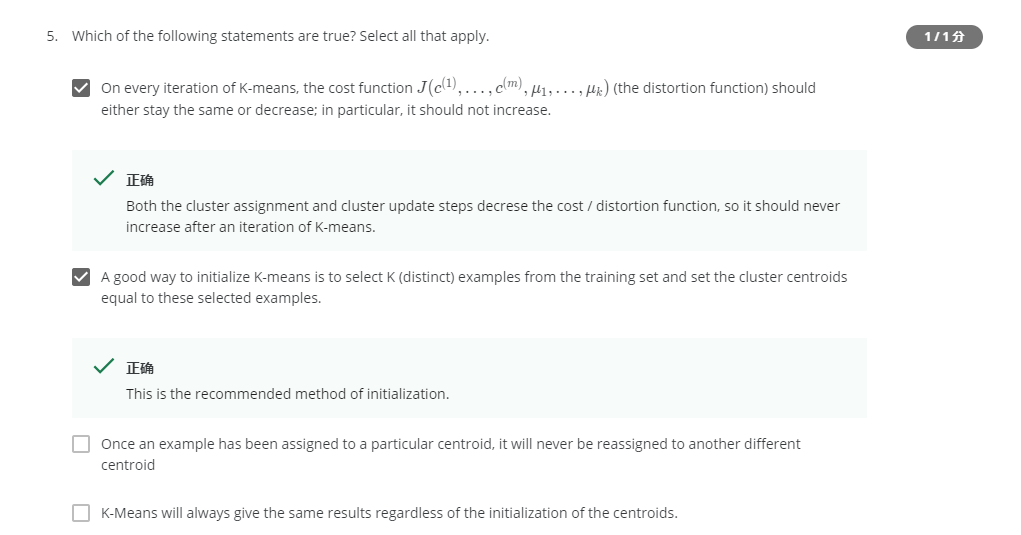 5. Which of the following statements are true? Select all that apply.
1 / 1 分
On every iteration of K-means, the cost function J(c⁽¹⁾, . . . , c⁽ᵐ⁾, μ₁, . . . , μₖ) (the distortion function) should
either stay the same or decrease; in particular, it should not increase.
正确
Both the cluster assignment and cluster update steps decrese the cost / distortion function, so it should never
increase after an iteration of K-means.
A good way to initialize K-means is to select K (distinct) examples from the training set and set the cluster centroids
equal to these selected examples.
正确
This is the recommended method of initialization.
Once an example has been assigned to a particular centroid, it will never be reassigned to another different
centroid
K-Means will always give the same results regardless of the initialization of the centroids.